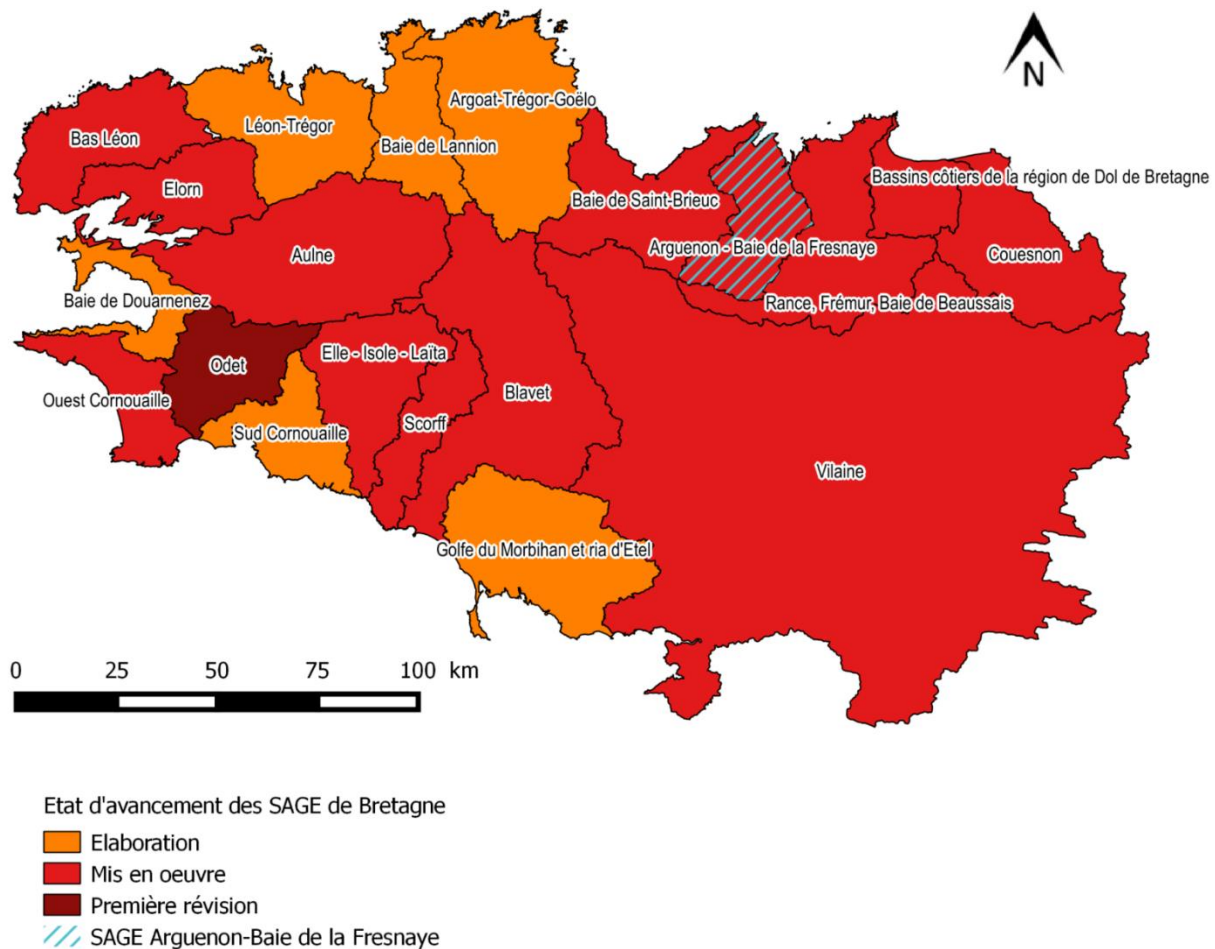 N
Argoat-Trégor-Goëlo
Léon-Trégor
Bas Léon
Baie de Lannion
Bassins côtiers de la région de Dol de Bretagne
Elorn
Baie de Saint-Brieuc
Arguenon - Baie de la Fresnaye
Couesnon
Aulne
Baie de Douarnenez
Rance, Frémur, Baie de Beaussais
Elle - Isole - Laïta
Odet
Blavet
Ouest Cornouaille
Scorff
Sud Cornouaille
Vilaine
Golfe du Morbihan et ria d'Etel
0 25 50 75 100 km
Etat d'avancement des SAGE de Bretagne
Elaboration
Mis en oeuvre
Première révision
SAGE Arguenon-Baie de la Fresnaye